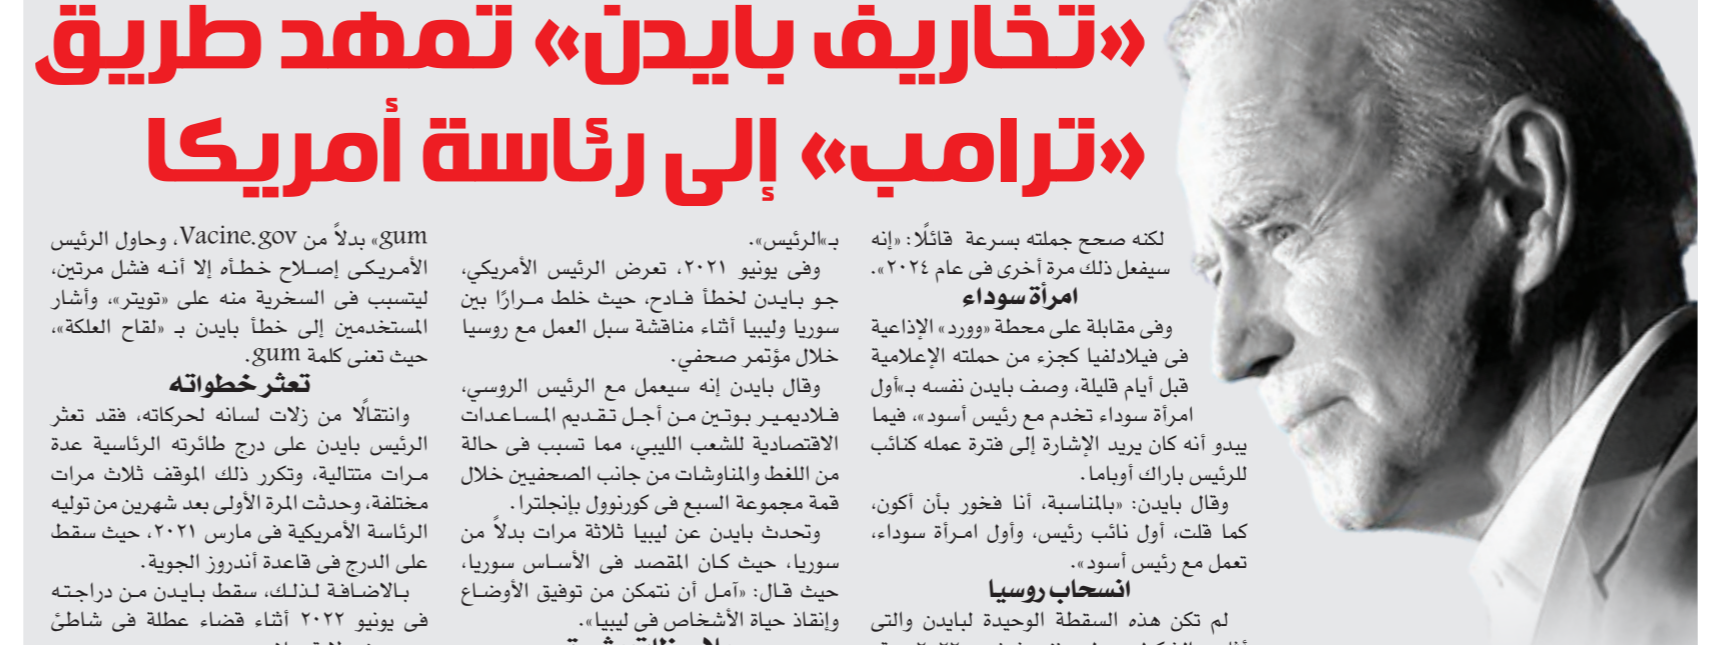 «تخاريف بايدن» تمهد طريق
«ترامب» إلى رئاسة أمريكا
لكنه صحح جملته بسرعة قائلًا: «إنه
سيفعل ذلك مرة أخرى فى عام ٢٠٢٤».
امرأة سوداء
وفى مقابلة على محطة «وورد» الإذاعية
فى فيلادلفيا كجزء من حملته الإعلامية
قبل أيام قليلة، وصف بايدن نفسه بـ«أول
امرأة سوداء تخدم مع رئيس أسود»، فيما
يبدو أنه كان يريد الإشارة إلى فترة عمله كنائب
للرئيس باراك أوباما.
وقال بايدن: «بالمناسبة، أنا فخور بأن أكون،
كما قلت، أول نائب رئيس، وأول امرأة سوداء،
تعمل مع رئيس أسود».
انسحاب روسيا
لم تكن هذه السقطة الوحيدة لبايدن والتى
بـ«الرئيس».
وفى يونيو ٢٠٢١، تعرض الرئيس الأمريكي،
جو بايدن لخطأ فادح، حيث خلط مرارًا بين
سوريا وليبيا أثناء مناقشة سبل العمل مع روسيا
خلال مؤتمر صحفي.
وقال بايدن إنه سيعمل مع الرئيس الروسي،
فلاديمير بوتين من أجل تقديم المساعدات
الاقتصادية للشعب الليبي، مما تسبب فى حالة
من اللغط والمناوشات من جانب الصحفيين خلال
قمة مجموعة السبع فى كورنوول بإنجلترا.
وتحدث بايدن عن ليبيا ثلاثة مرات بدلاً من
سوريا، حيث كان المقصد فى الأساس سوريا،
حيث قال: «آمل أن نتمكن من توفيق الأوضاع
وإنقاذ حياة الأشخاص في ليبيا».
gum» بدلاً من Vacine.gov، وحاول الرئيس
الأمريكى إصلاح خطأه إلا أنه فشل مرتين،
ليتسبب فى السخرية منه على «تويتر»، وأشار
المستخدمين إلى خطأ بايدن بـ «لقاح العلكة»،
حيث تعنى كلمة gum.
تعثر خطواته
وانتقالًا من زلات لسانه لحركاته، فقد تعثر
الرئيس بايدن على درج طائرته الرئاسية عدة
مرات متتالية، وتكرر ذلك الموقف ثلاث مرات
مختلفة، وحدثت المرة الأولى بعد شهرين من توليه
الرئاسة الأمريكية فى مارس ٢٠٢١، حيث سقط
على الدرج فى قاعدة أندروز الجوية.
بالاضافة لذلك، سقط بايدن من دراجته
فى يونيو ٢٠٢٢ أثناء قضاء عطلة فى شاطئ